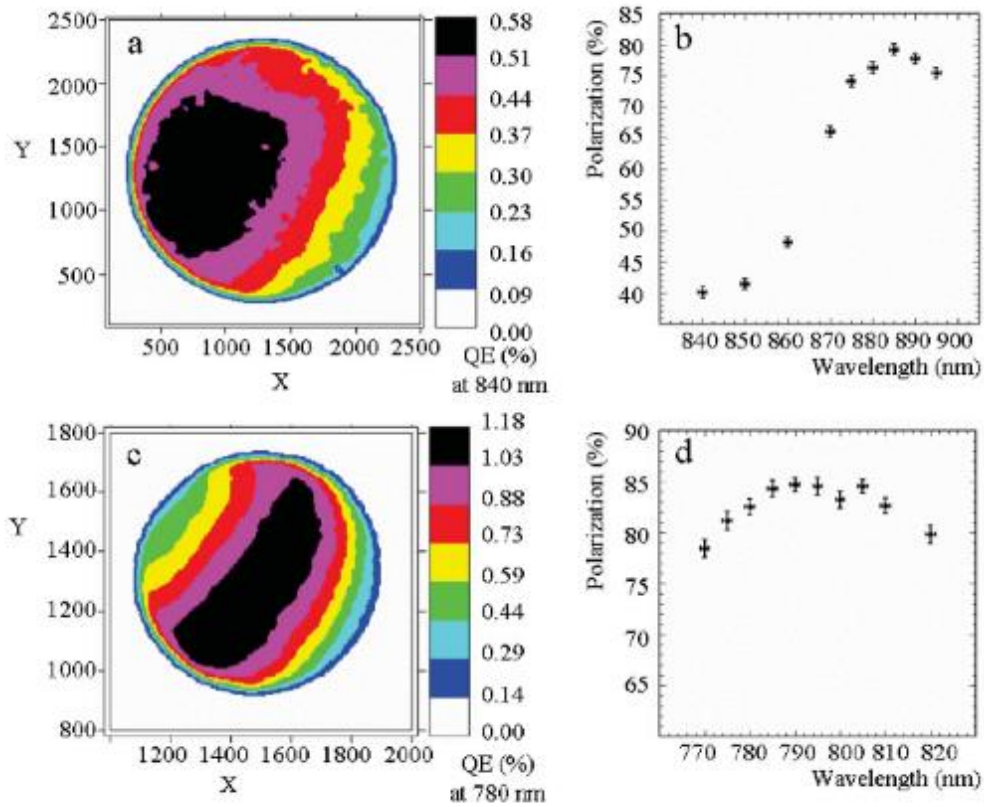 a
2500
2000
Y
1500
1000
500
500 1000 1500 2000 2500
X
0.58
0.51
0.44
0.37
0.30
0.23
0.16
0.09
0.00
QE (%)
at 840 nm
b
Polarization (%)
85
80
75
70
65
60
55
50
45
40
840 850 860 870 880 890 900
Wavelength (nm)
c
1800
1600
Y
1400
1200
1000
800
1200 1400 1600 1800 2000
X
1.18
1.03
0.88
0.73
0.59
0.44
0.29
0.14
0.00
QE (%)
at 780 nm
d
Polarization (%)
90
85
80
75
70
65
770 780 790 800 810 820
Wavelength (nm)